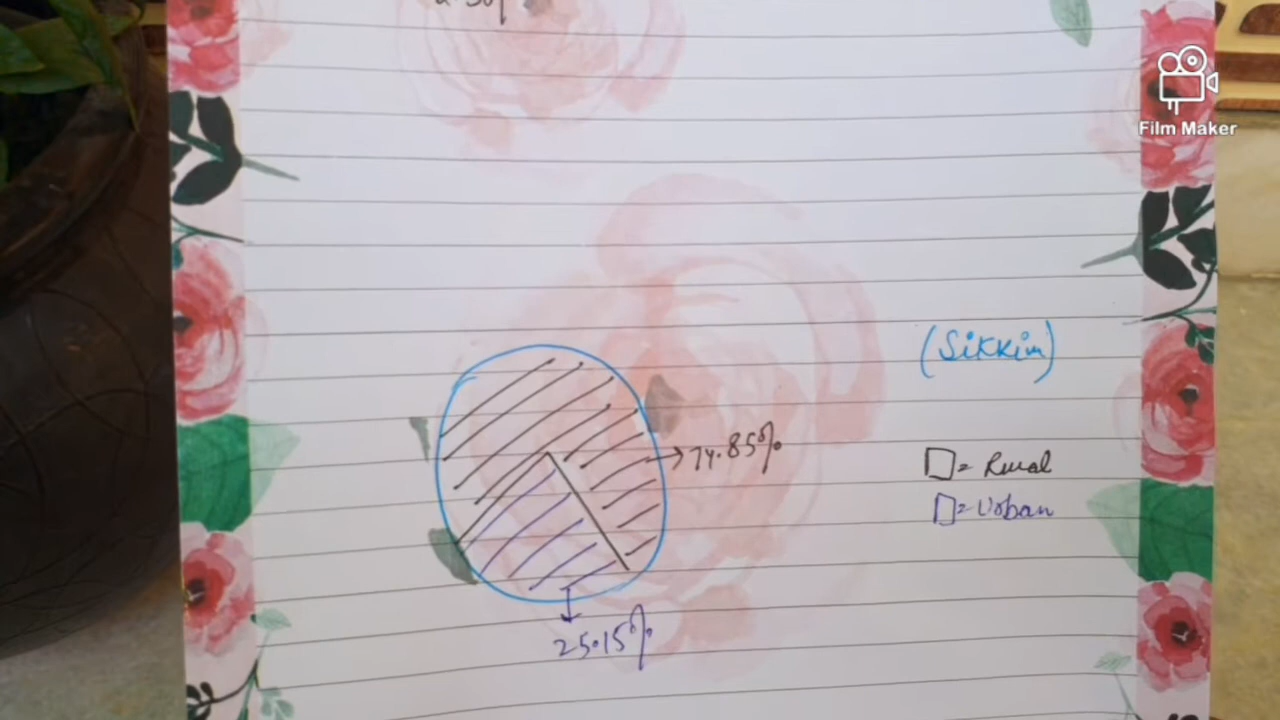 Film Maker
(Sikkim)
→74.85%
□= Rural
□= Urban
25.15%